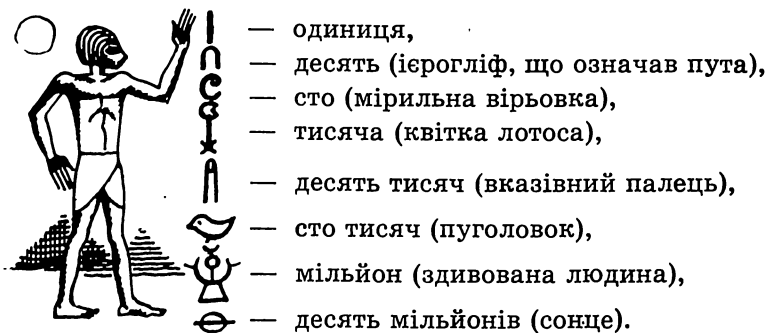 — одиниця,
— десять (ієрогліф, що означав пута),
— сто (мірильна вірьовка),
— тисяча (квітка лотоса),
— десять тисяч (вказівний палець),
— сто тисяч (пуголовок),
— мільйон (здивована людина),
— десять мільйонів (сонце).